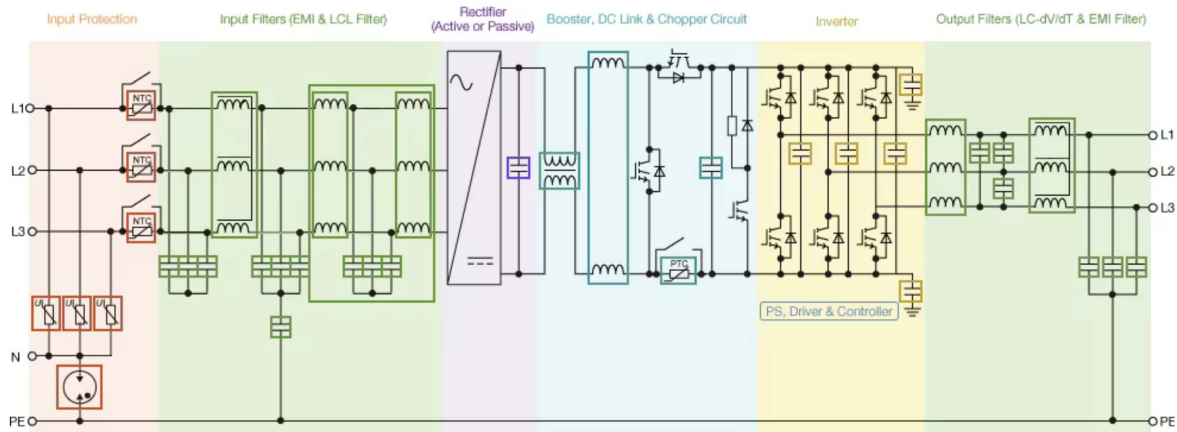 Input Protection
Input Filters (EMI & LCL Filter)
Rectifier
(Active or Passive)
Booster, DC Link & Chopper Circuit
Inverter
Output Filters (LC-dV/dT & EMI Filter)
L1
NTC
L2
NTC
L3
NTC
PTC
L1
L2
L3
U
U
U
PS, Driver & Controller
N
PE
PE